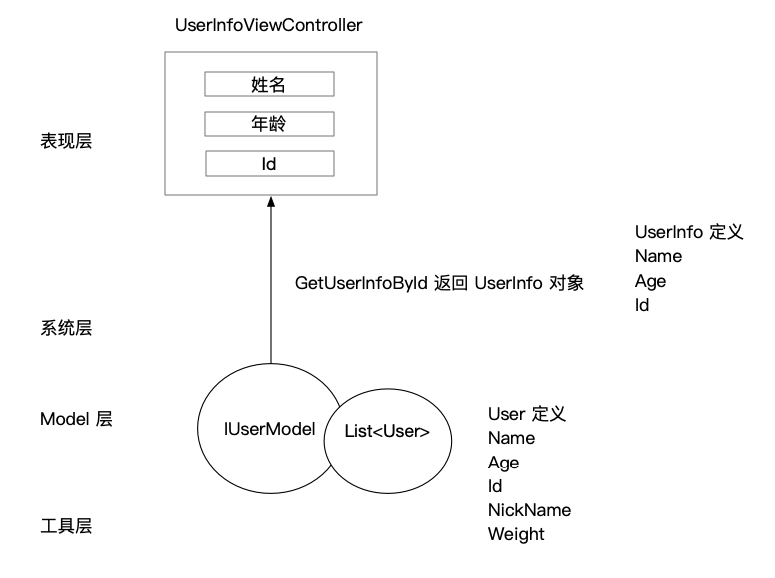 UserInfoViewController
姓名
年龄
Id
表现层
UserInfo 定义
Name
Age
Id
GetUserInfoById 返回 UserInfo 对象
系统层
Model 层
IUserModel
List<User>
User 定义
Name
Age
Id
NickName
Weight
工具层